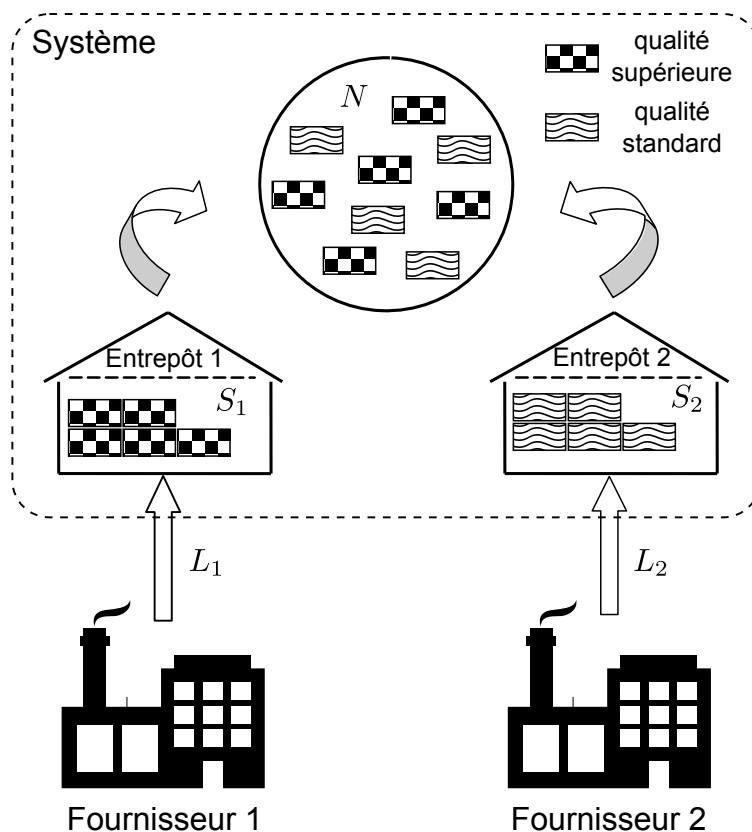 Système
N
qualité
supérieure
qualité
standard
Entrepôt 1
S₁
Entrepôt 2
S₂
L₁
L₂
Fournisseur 1
Fournisseur 2